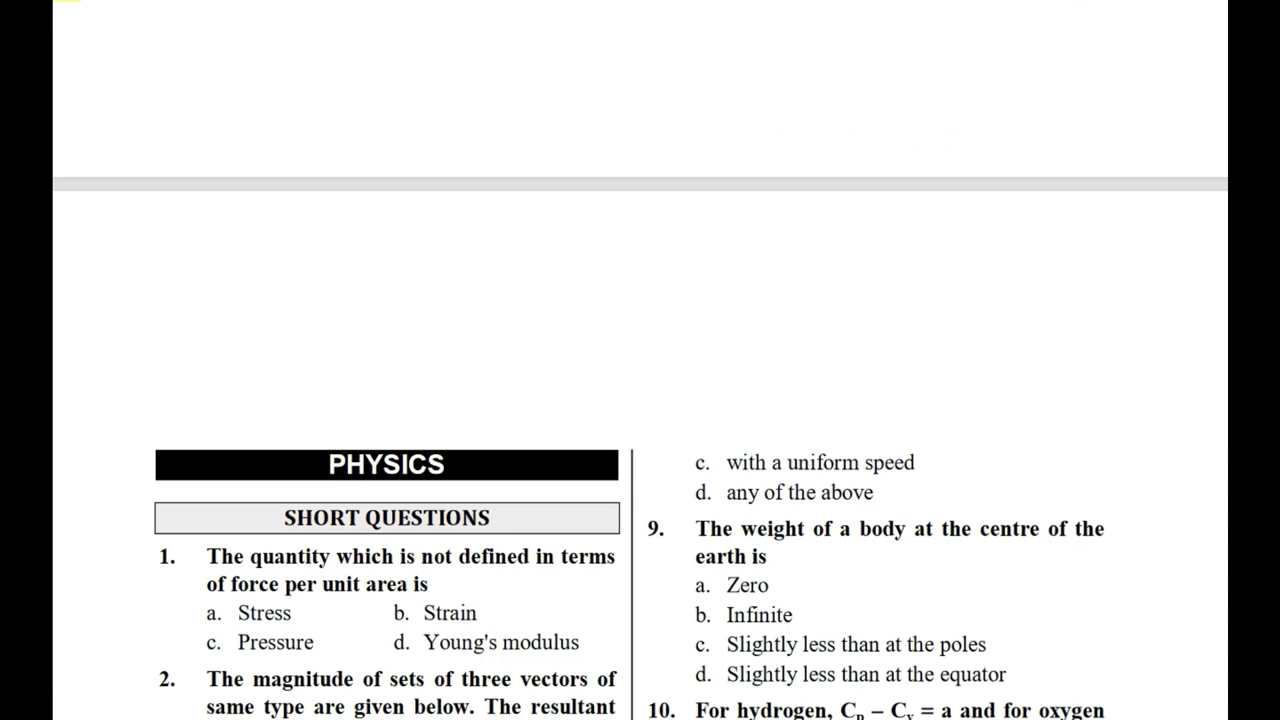 PHYSICS
SHORT QUESTIONS
1. The quantity which is not defined in terms
of force per unit area is
a. Stress b. Strain
c. Pressure d. Young's modulus
2. The magnitude of sets of three vectors of
same type are given below. The resultant
c. with a uniform speed
d. any of the above
9. The weight of a body at the centre of the
earth is
a. Zero
b. Infinite
c. Slightly less than at the poles
d. Slightly less than at the equator
10. For hydrogen, Cₚ – Cᵥ = a and for oxygen